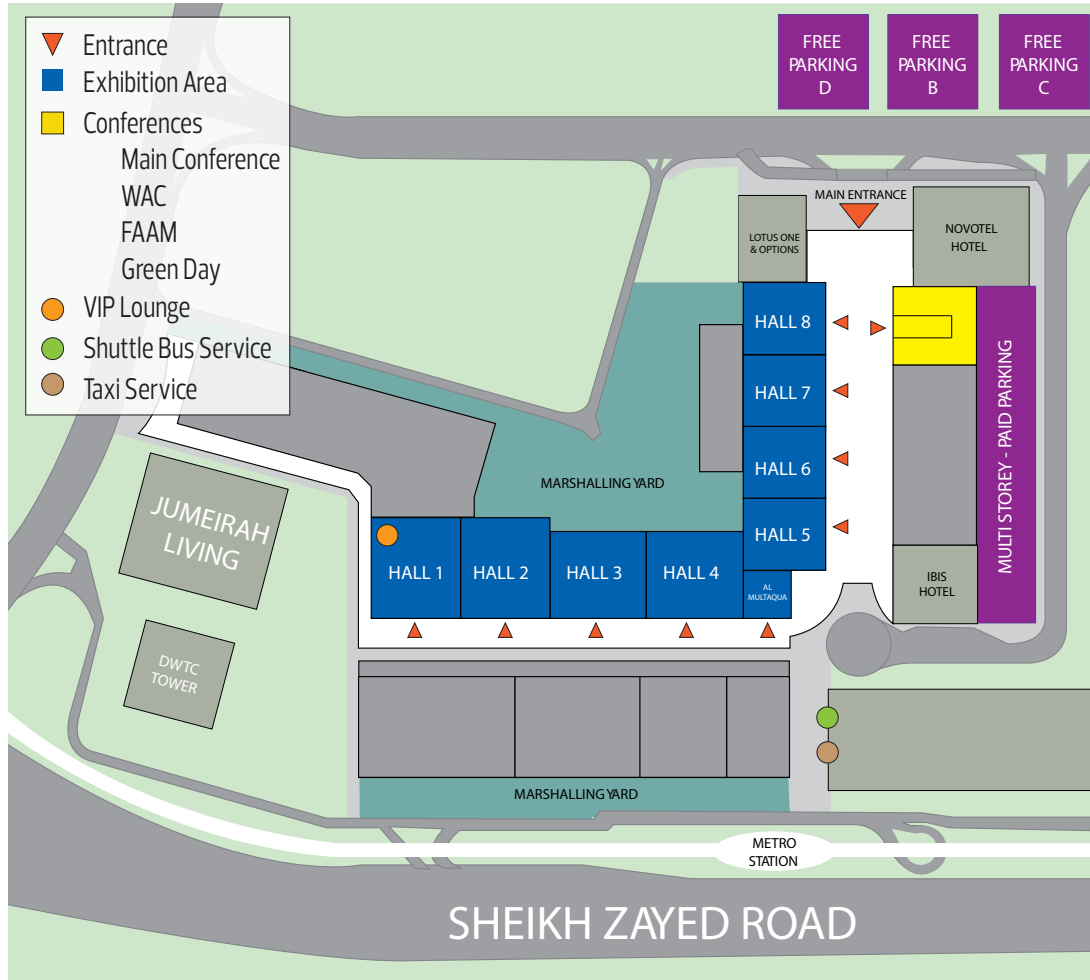 Entrance
Exhibition Area
Conferences
Main Conference
WAC
FAAM
Green Day
VIP Lounge
Shuttle Bus Service
Taxi Service
FREE
PARKING
D
FREE
PARKING
B
FREE
PARKING
C
MAIN ENTRANCE
LOTUS ONE
& OPTIONS
NOVOTEL
HOTEL
HALL 8
HALL 7
HALL 6
HALL 5
MULTI STOREY - PAID PARKING
MARSHALLING YARD
JUMEIRAH
LIVING
HALL 1
HALL 2
HALL 3
HALL 4
AL
MULTAQUA
IBIS
HOTEL
DWTC
TOWER
MARSHALLING YARD
METRO
STATION
SHEIKH ZAYED ROAD